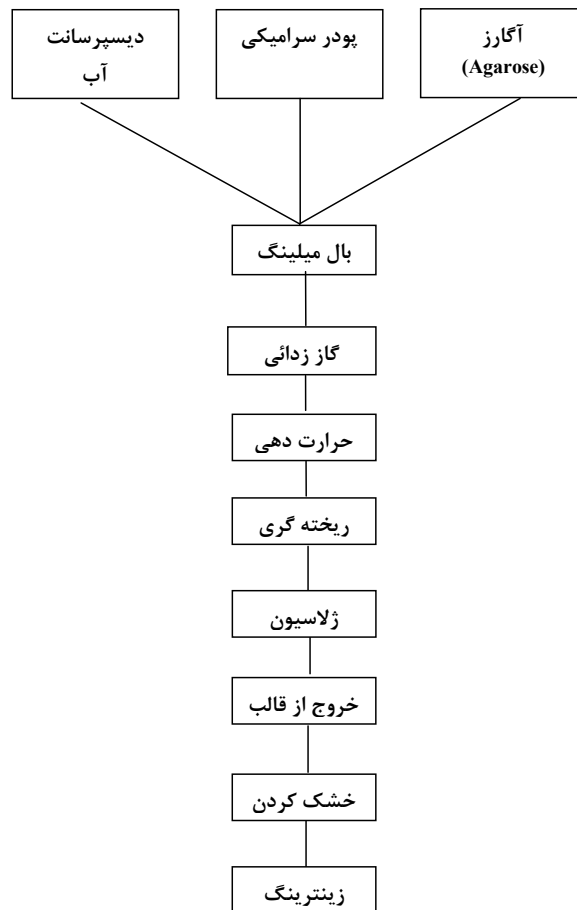 آگارز
(Agarose)
پودر سرامیکی
دیسپرسانت
آب
بال میلینگ
گاز زدائی
حرارت دهی
ریخته گری
ژلاسیون
خروج از قالب
خشک کردن
زینترینگ